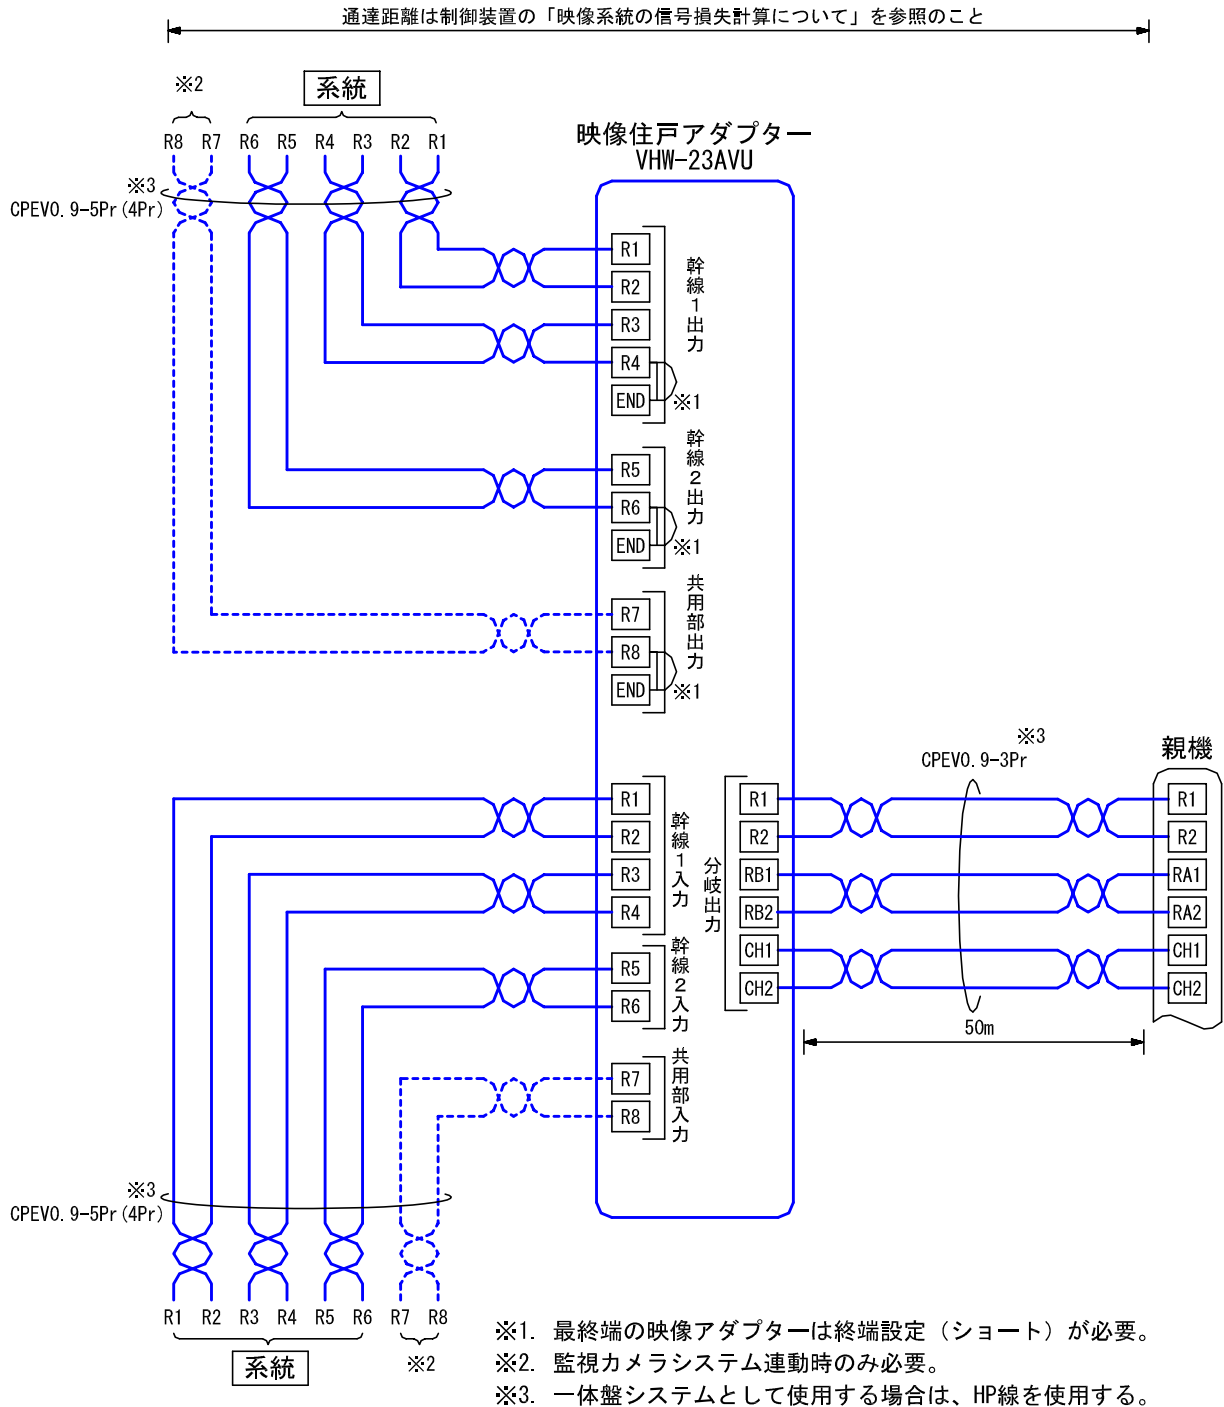 通達距離は制御装置の「映像系統の信号損失計算について」を参照のこと
※2
系統
R8 R7 R6 R5 R4 R3 R2 R1
※3
CPEV0.9-5Pr(4Pr)
映像住戸アダプター
VHW-23AVU
R1
R2
R3
R4
END
幹線1出力
※1
R5
R6
END
幹線2出力
※1
R7
R8
END
共用部出力
※1
R1
R2
R3
R4
幹線1入力
R5
R6
幹線2入力
R7
R8
共用部入力
分岐出力
R1
R2
RB1
RB2
CH1
CH2
※3
CPEV0.9-3Pr
50m
親機
R1
R2
RA1
RA2
CH1
CH2
※3
CPEV0.9-5Pr(4Pr)
R1 R2 R3 R4 R5 R6 R7 R8
系統
※2
※1. 最終端の映像アダプターは終端設定（ショート）が必要。
※2. 監視カメラシステム連動時のみ必要。
※3. 一体盤システムとして使用する場合は、HP線を使用する。